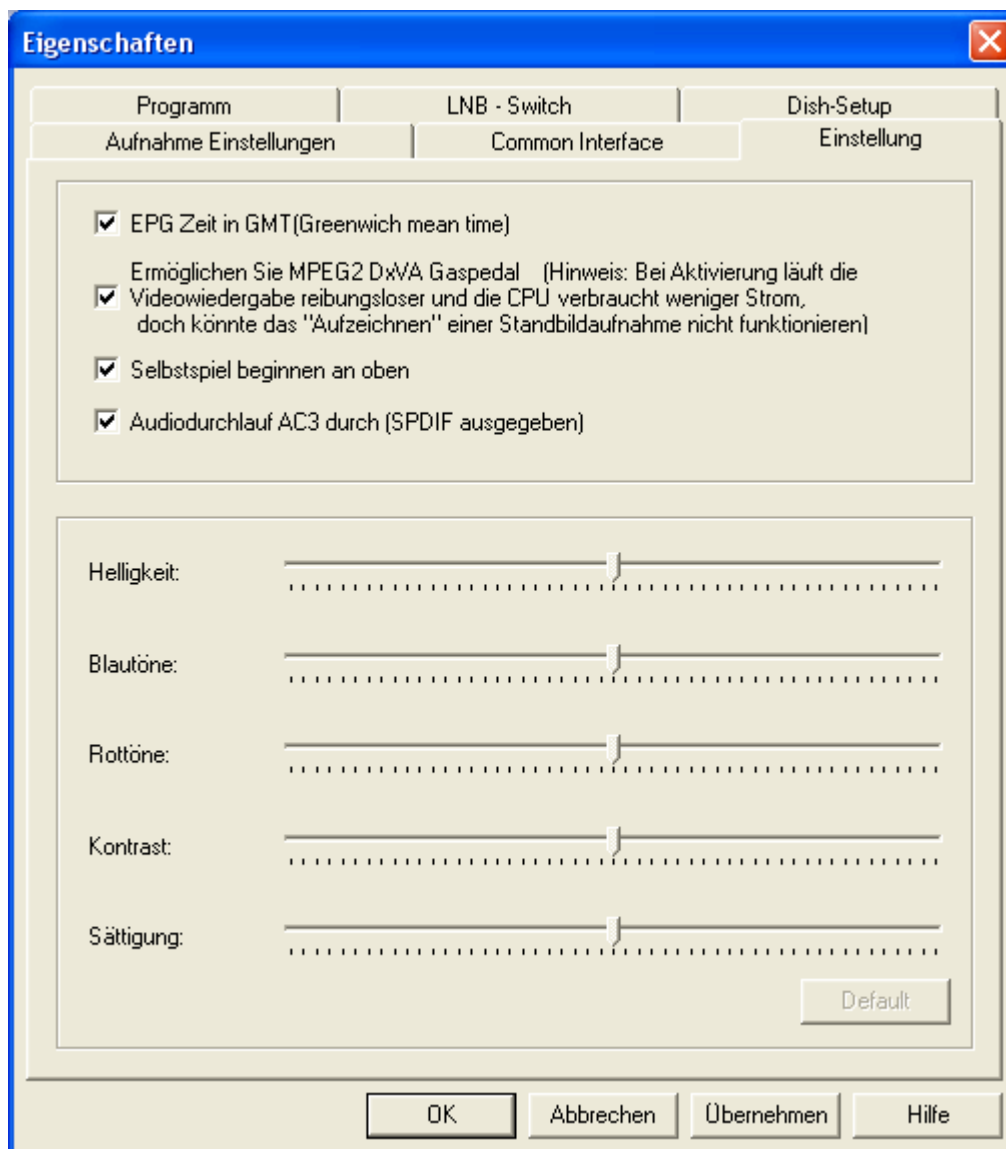 Eigenschaften
Programm
LNB - Switch
Dish-Setup
Aufnahme Einstellungen
Common Interface
Einstellung
EPG Zeit in GMT(Greenwich mean time)
Ermöglichen Sie MPEG2 DxVA Gaspedal (Hinweis: Bei Aktivierung läuft die
Videowiedergabe reibungsloser und die CPU verbraucht weniger Strom,
doch könnte das "Aufzeichnen" einer Standbildaufnahme nicht funktionieren)
Selbstspiel beginnen an oben
Audiodurchlauf AC3 durch (SPDIF ausgegeben)
Helligkeit:
Blautöne:
Rottöne:
Kontrast:
Sättigung:
Default
OK
Abbrechen
Übernehmen
Hilfe